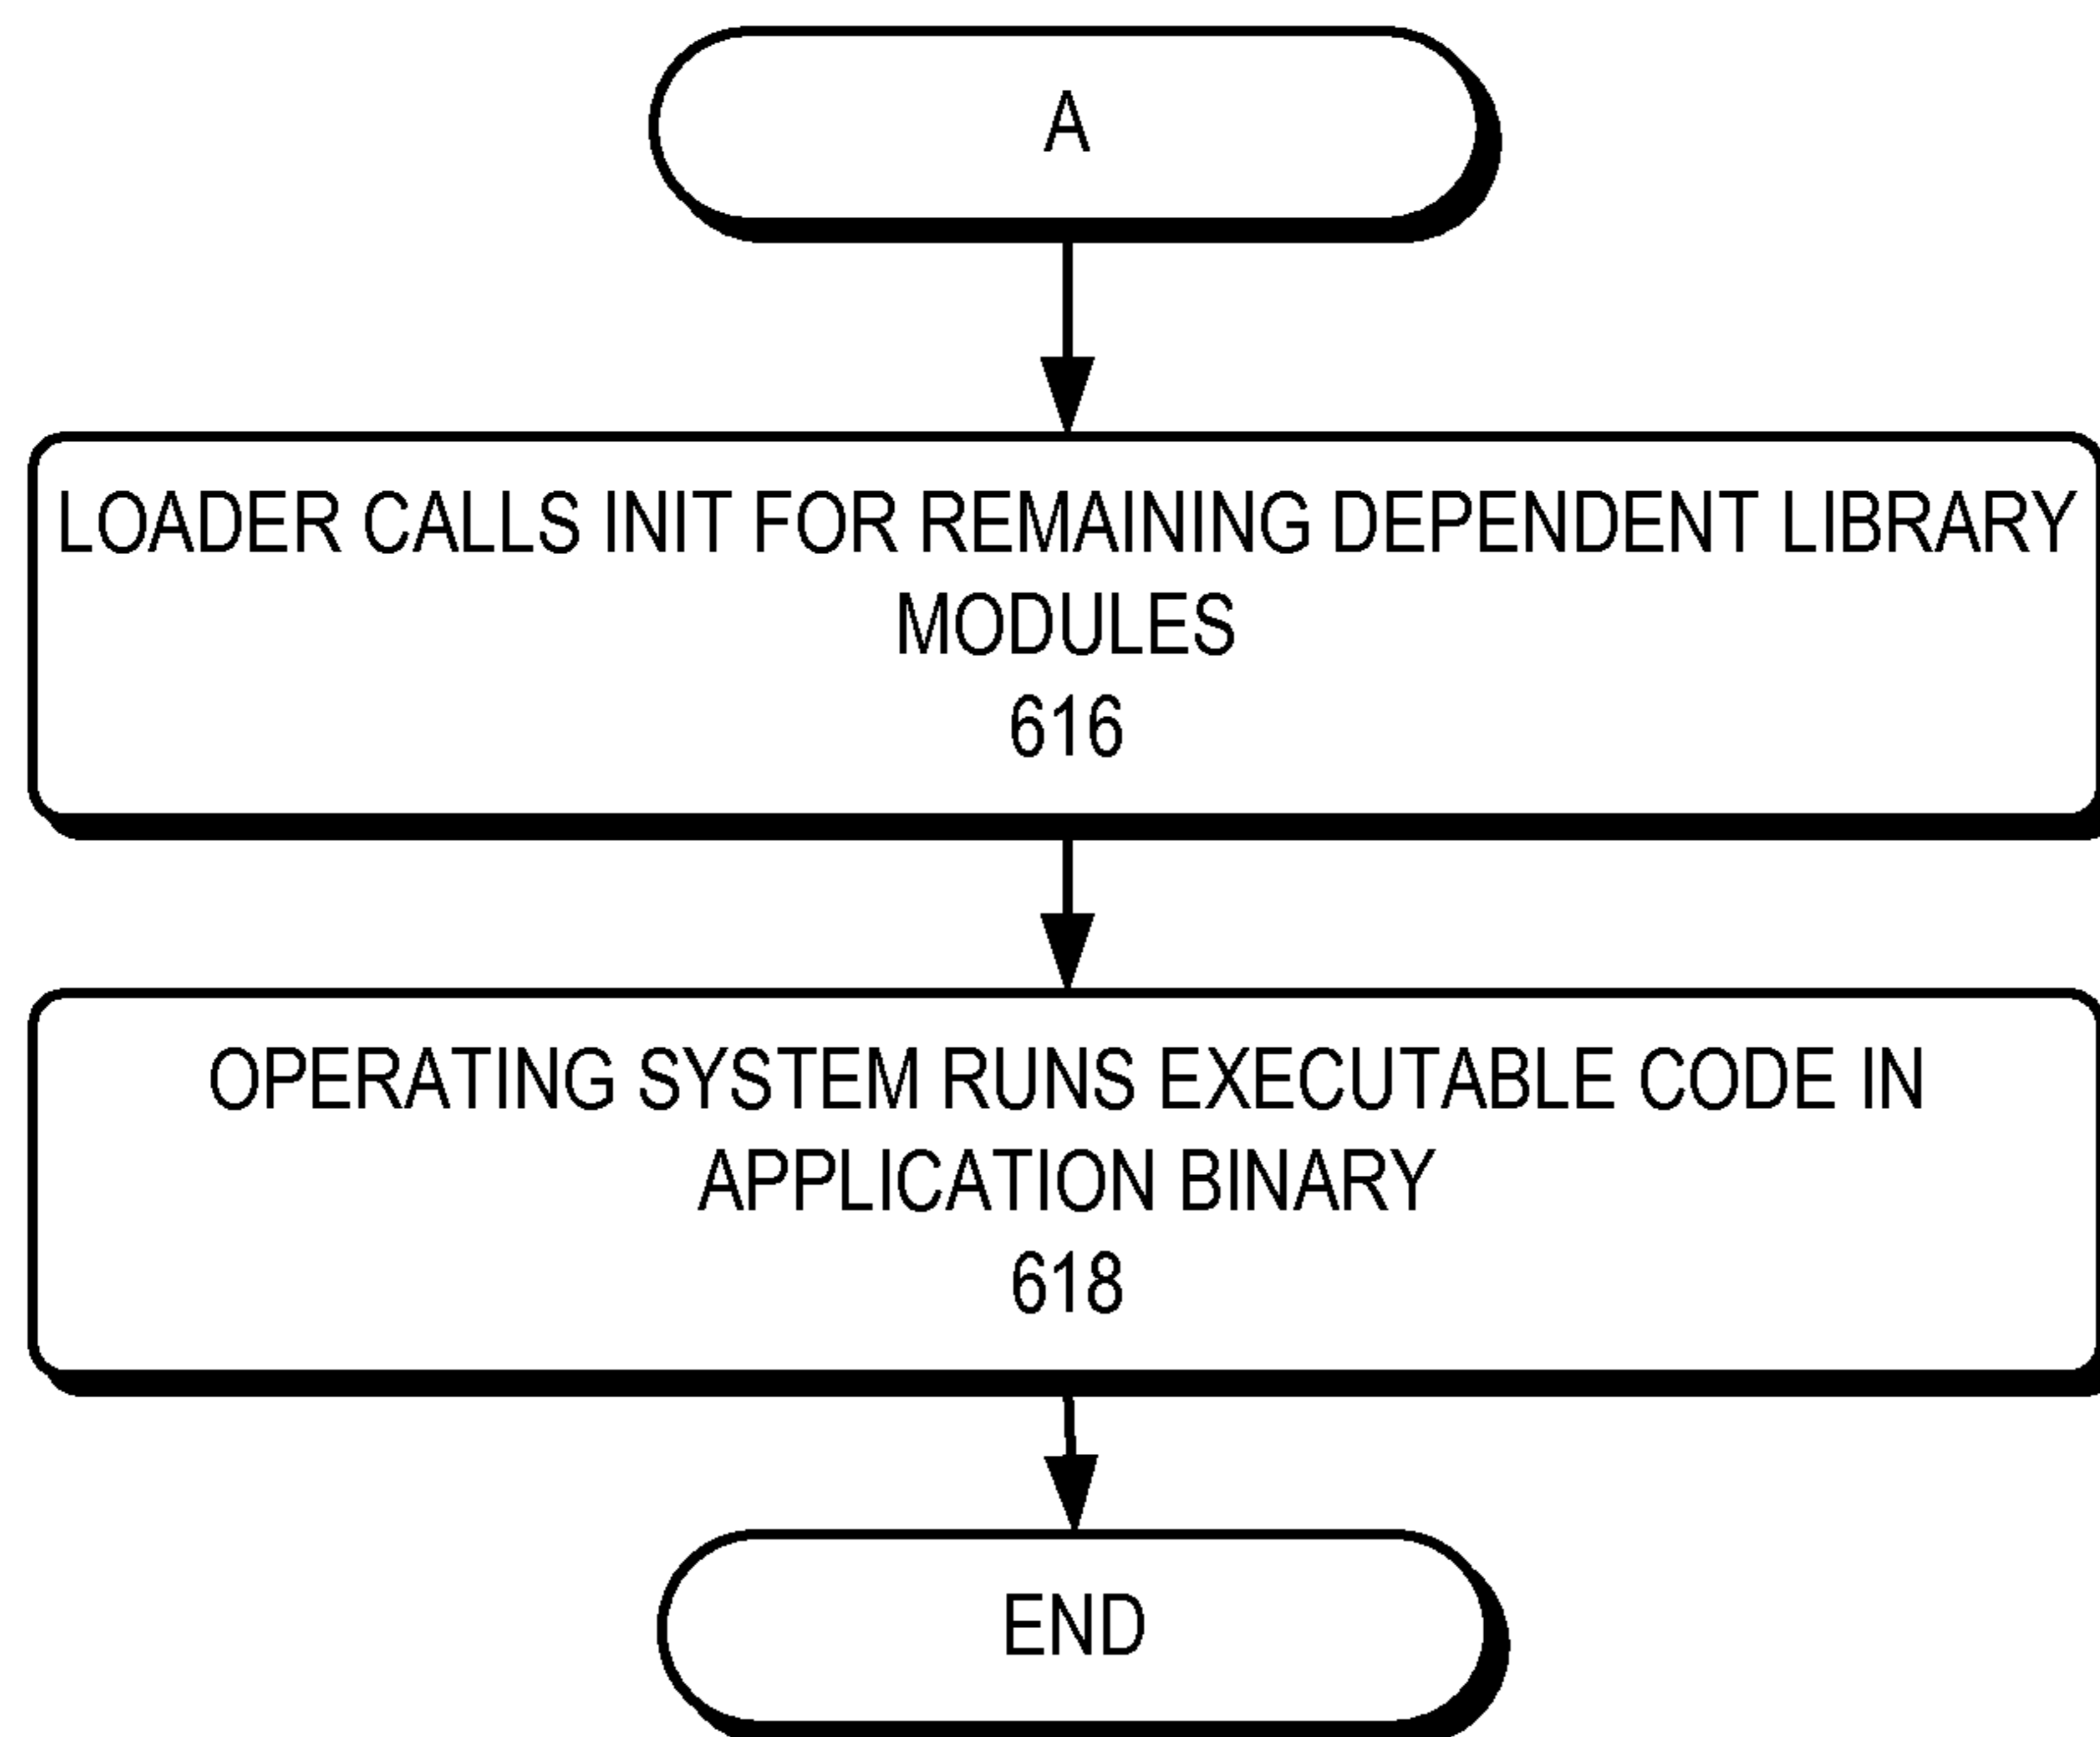 A
LOADER CALLS INIT FOR REMAINING DEPENDENT LIBRARY
MODULES
616
OPERATING SYSTEM RUNS EXECUTABLE CODE IN
APPLICATION BINARY
618
END